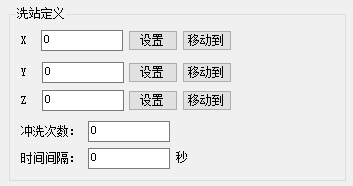 洗站定义
X 0 设置 移动到
Y 0 设置 移动到
Z 0 设置 移动到
冲洗次数: 0
时间间隔: 0 秒